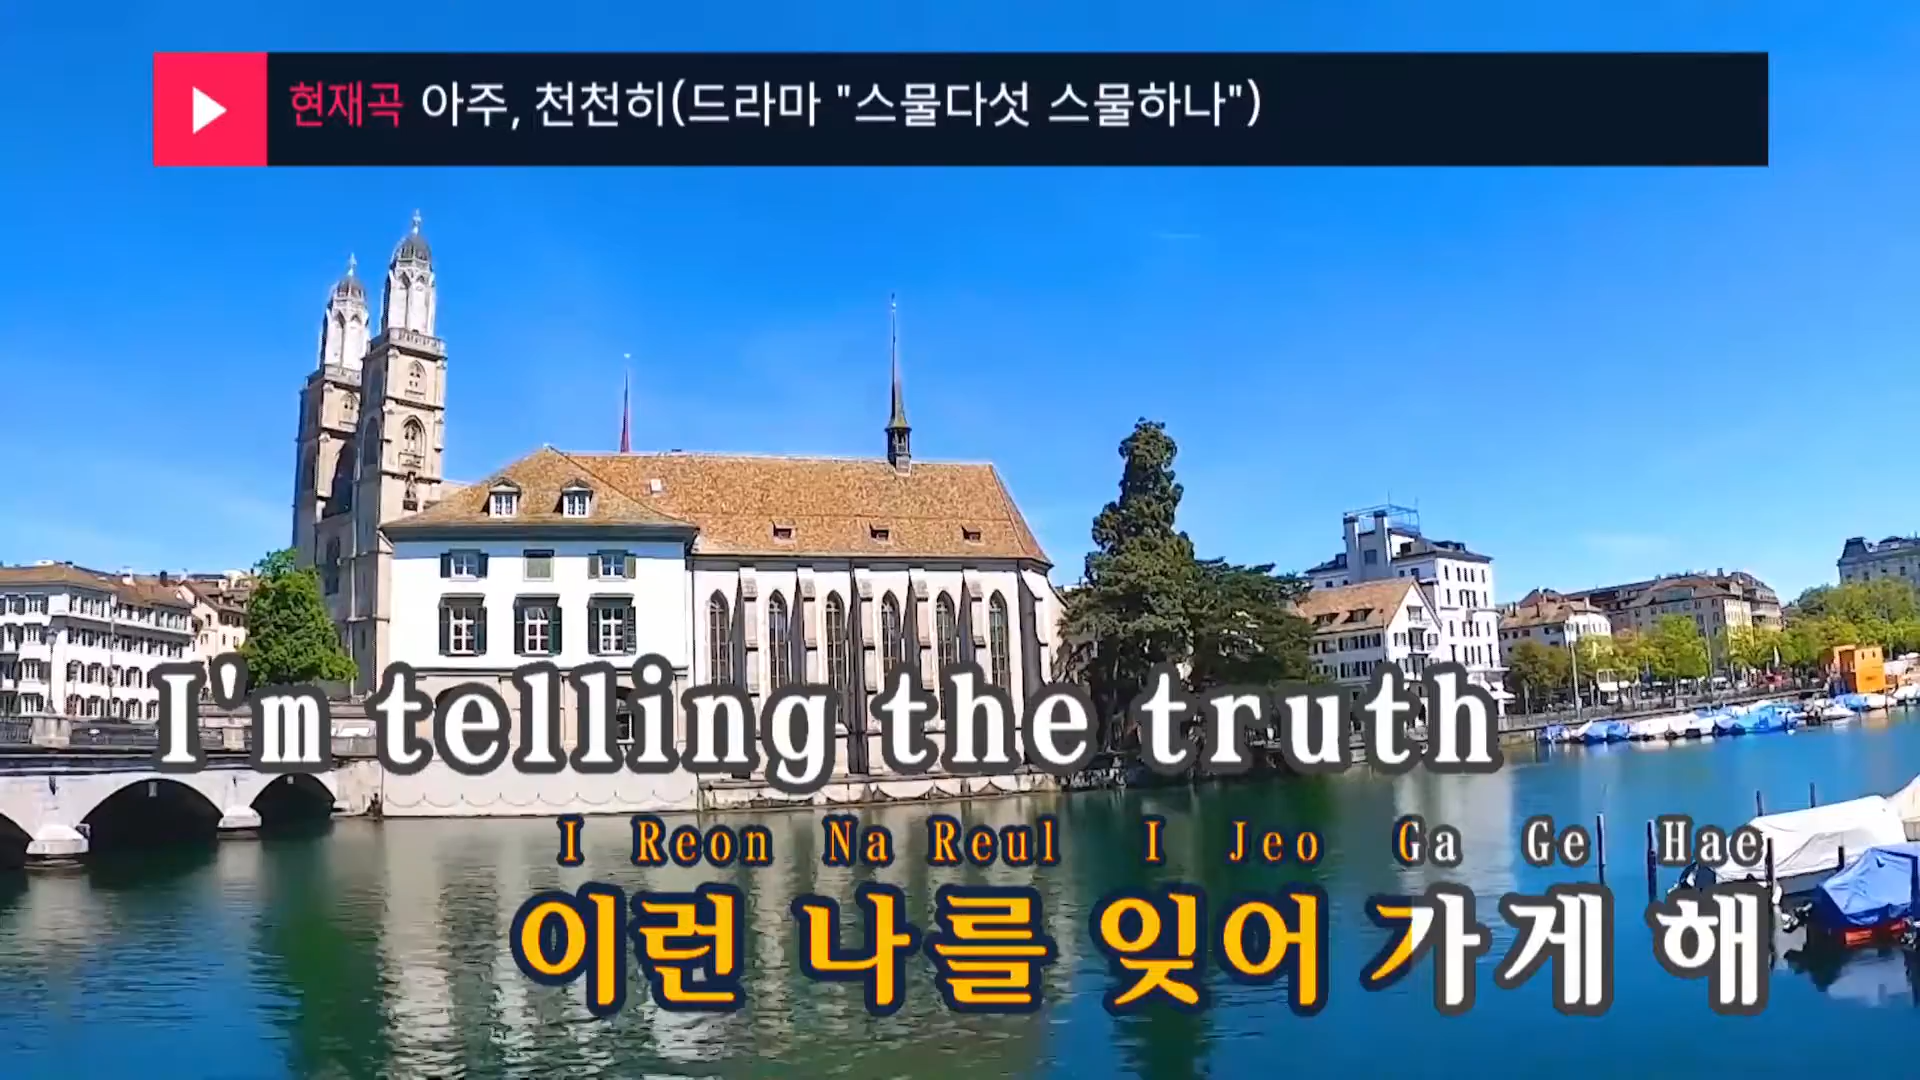 현재곡 아주, 천천히(드라마 "스물다섯 스물하나")
I'm telling the truth
I Reon Na Reul I Jeo Ga Ge Hae
이런 나를 잊어 가게 해